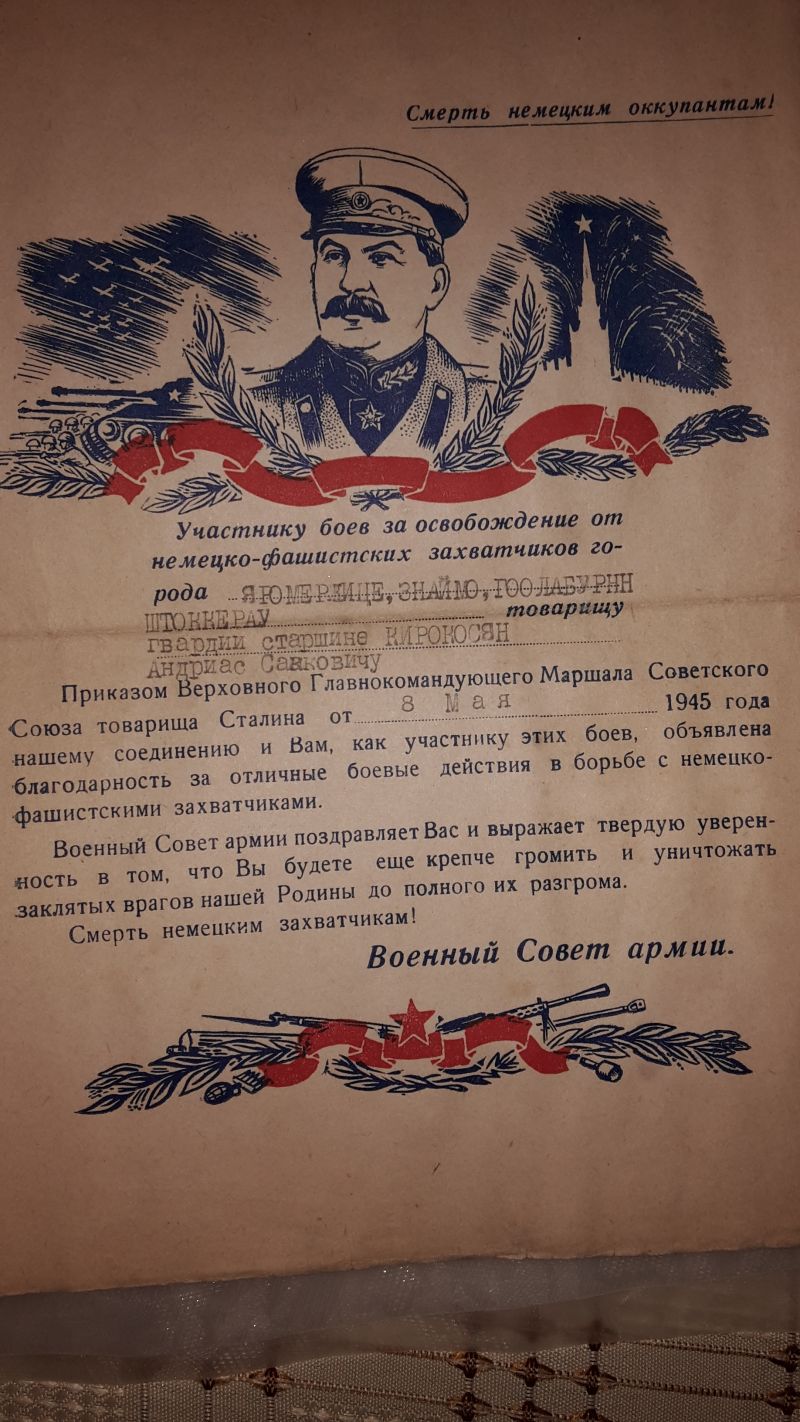 Смерть немецким оккупантам!
Участнику боев за освобождение от
немецко-фашистских захватчиков го-
рода ЯЮМЕРЛИЦЕ, ЗНАЙМО,
ШТОККЕРАУ товарищу
гвардии старшине КИРОКОСЯН
Андриас Саковичу
Приказом Верховного Главнокомандующего Маршала Советского
Союза товарища Сталина от 8 Мая 1945 года
нашему соединению и Вам, как участнику этих боев, объявлена
благодарность за отличные боевые действия в борьбе с немецко-
фашистскими захватчиками.
Военный Совет армии поздравляет Вас и выражает твердую уверен-
ность в том, что Вы будете еще крепче громить и уничтожать
заклятых врагов нашей Родины до полного их разгрома.
Смерть немецким захватчикам!
Военный Совет армии.